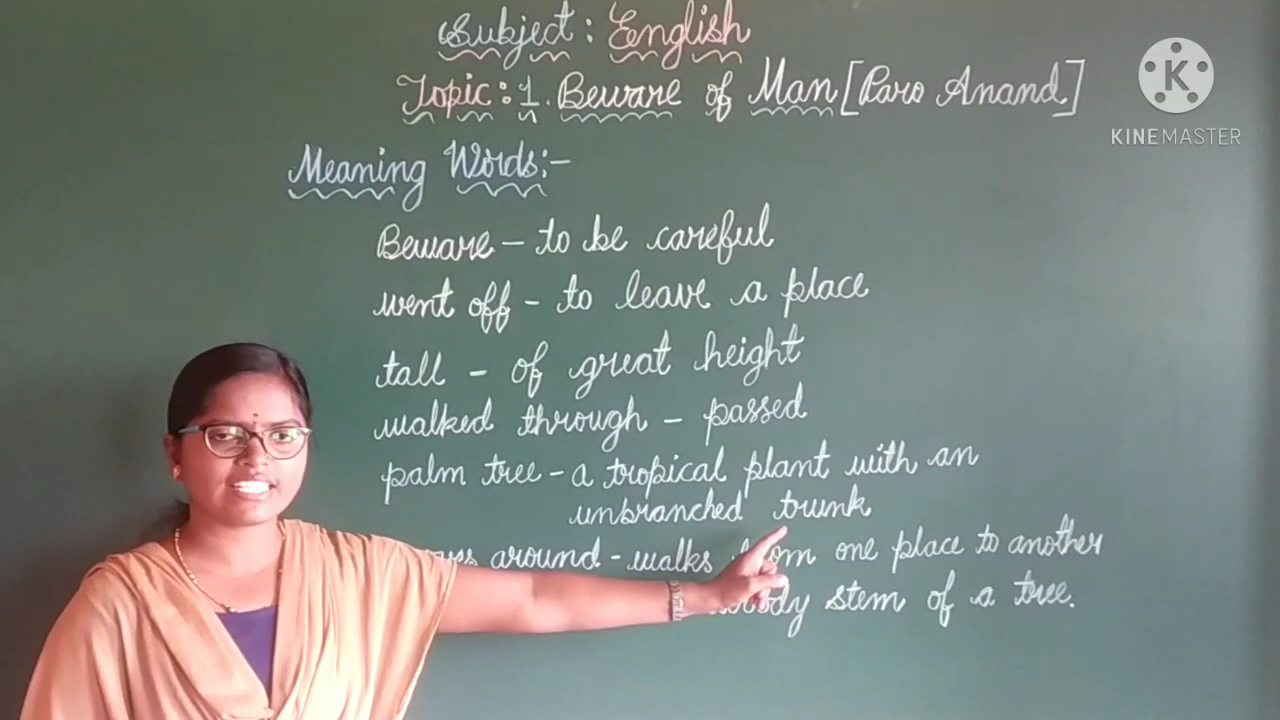 Subject: English
Topic: 1. Beware of Man [Paro Anand]
Meaning Words:-
Beware - to be careful
went off - to leave a place
tall - of great height
walked through - passed
palm tree - a tropical plant with an
unbranched trunk
around - walks from one place to another
woody stem of a tree.
K
KINEMASTER